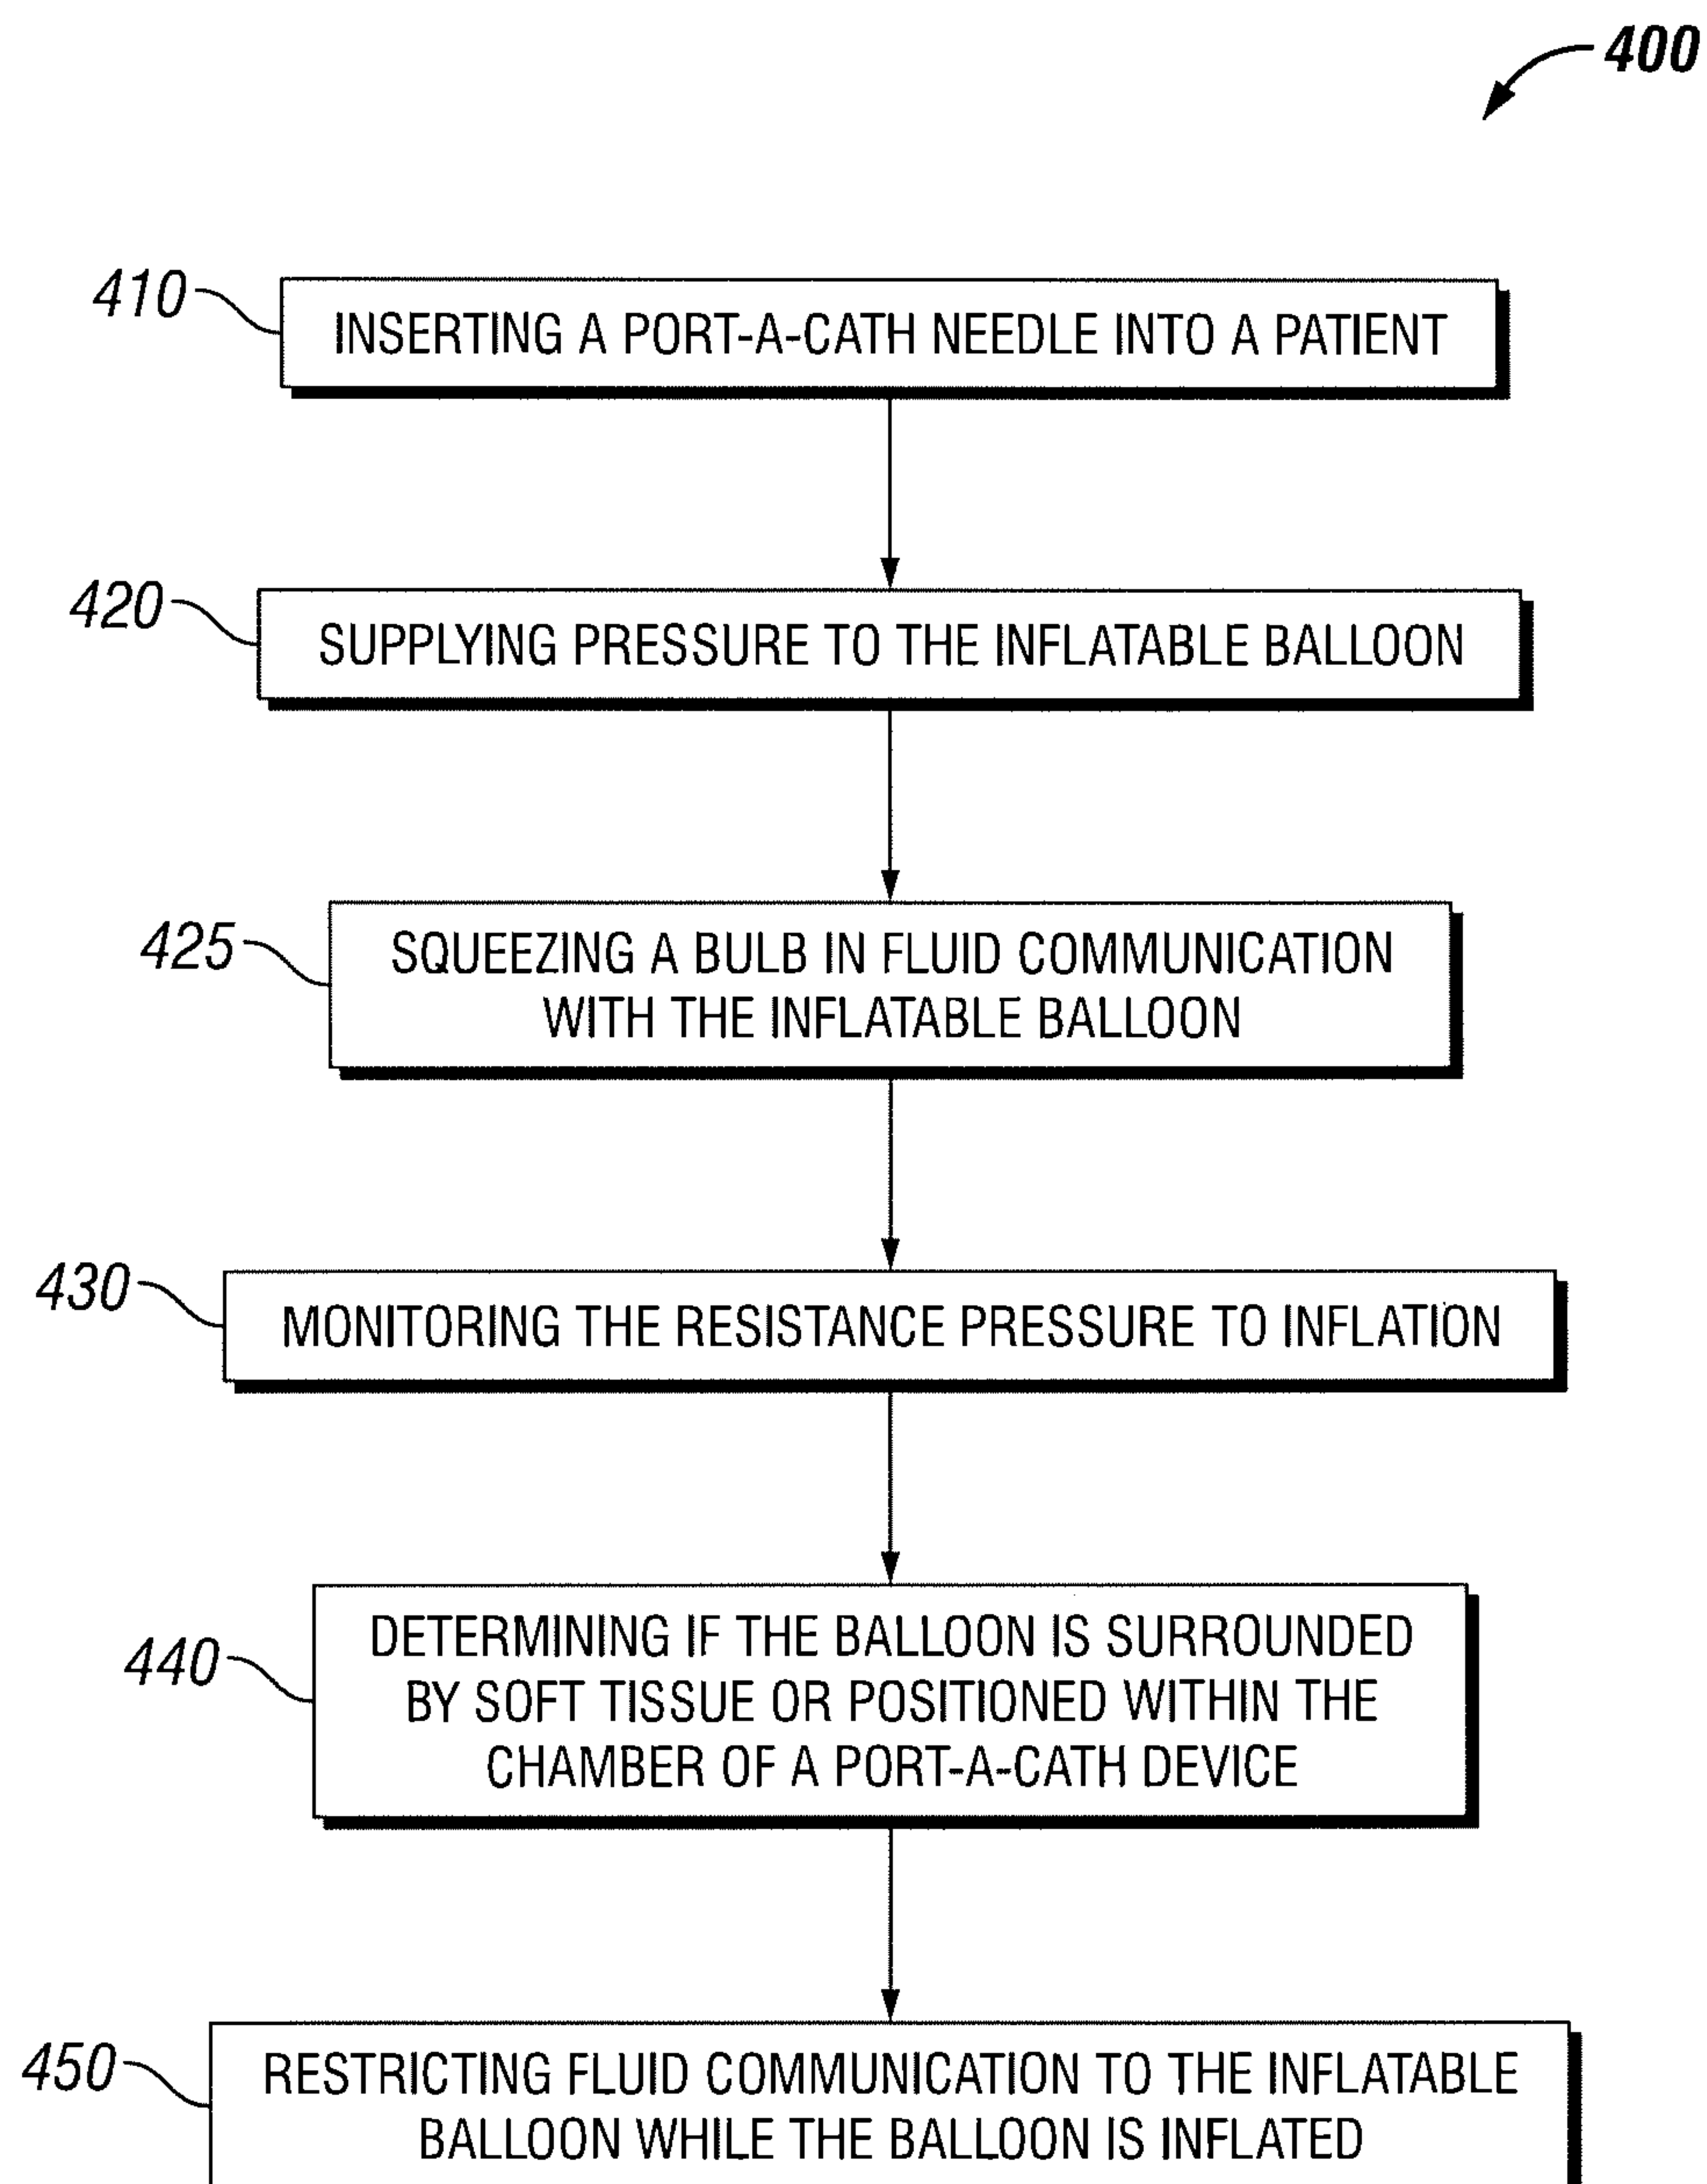 400
410
INSERTING A PORT-A-CATH NEEDLE INTO A PATIENT
420
SUPPLYING PRESSURE TO THE INFLATABLE BALLOON
425
SQUEEZING A BULB IN FLUID COMMUNICATION
WITH THE INFLATABLE BALLOON
430
MONITORING THE RESISTANCE PRESSURE TO INFLATION
440
DETERMINING IF THE BALLOON IS SURROUNDED
BY SOFT TISSUE OR POSITIONED WITHIN THE
CHAMBER OF A PORT-A-CATH DEVICE
450
RESTRICTING FLUID COMMUNICATION TO THE INFLATABLE
BALLOON WHILE THE BALLOON IS INFLATED